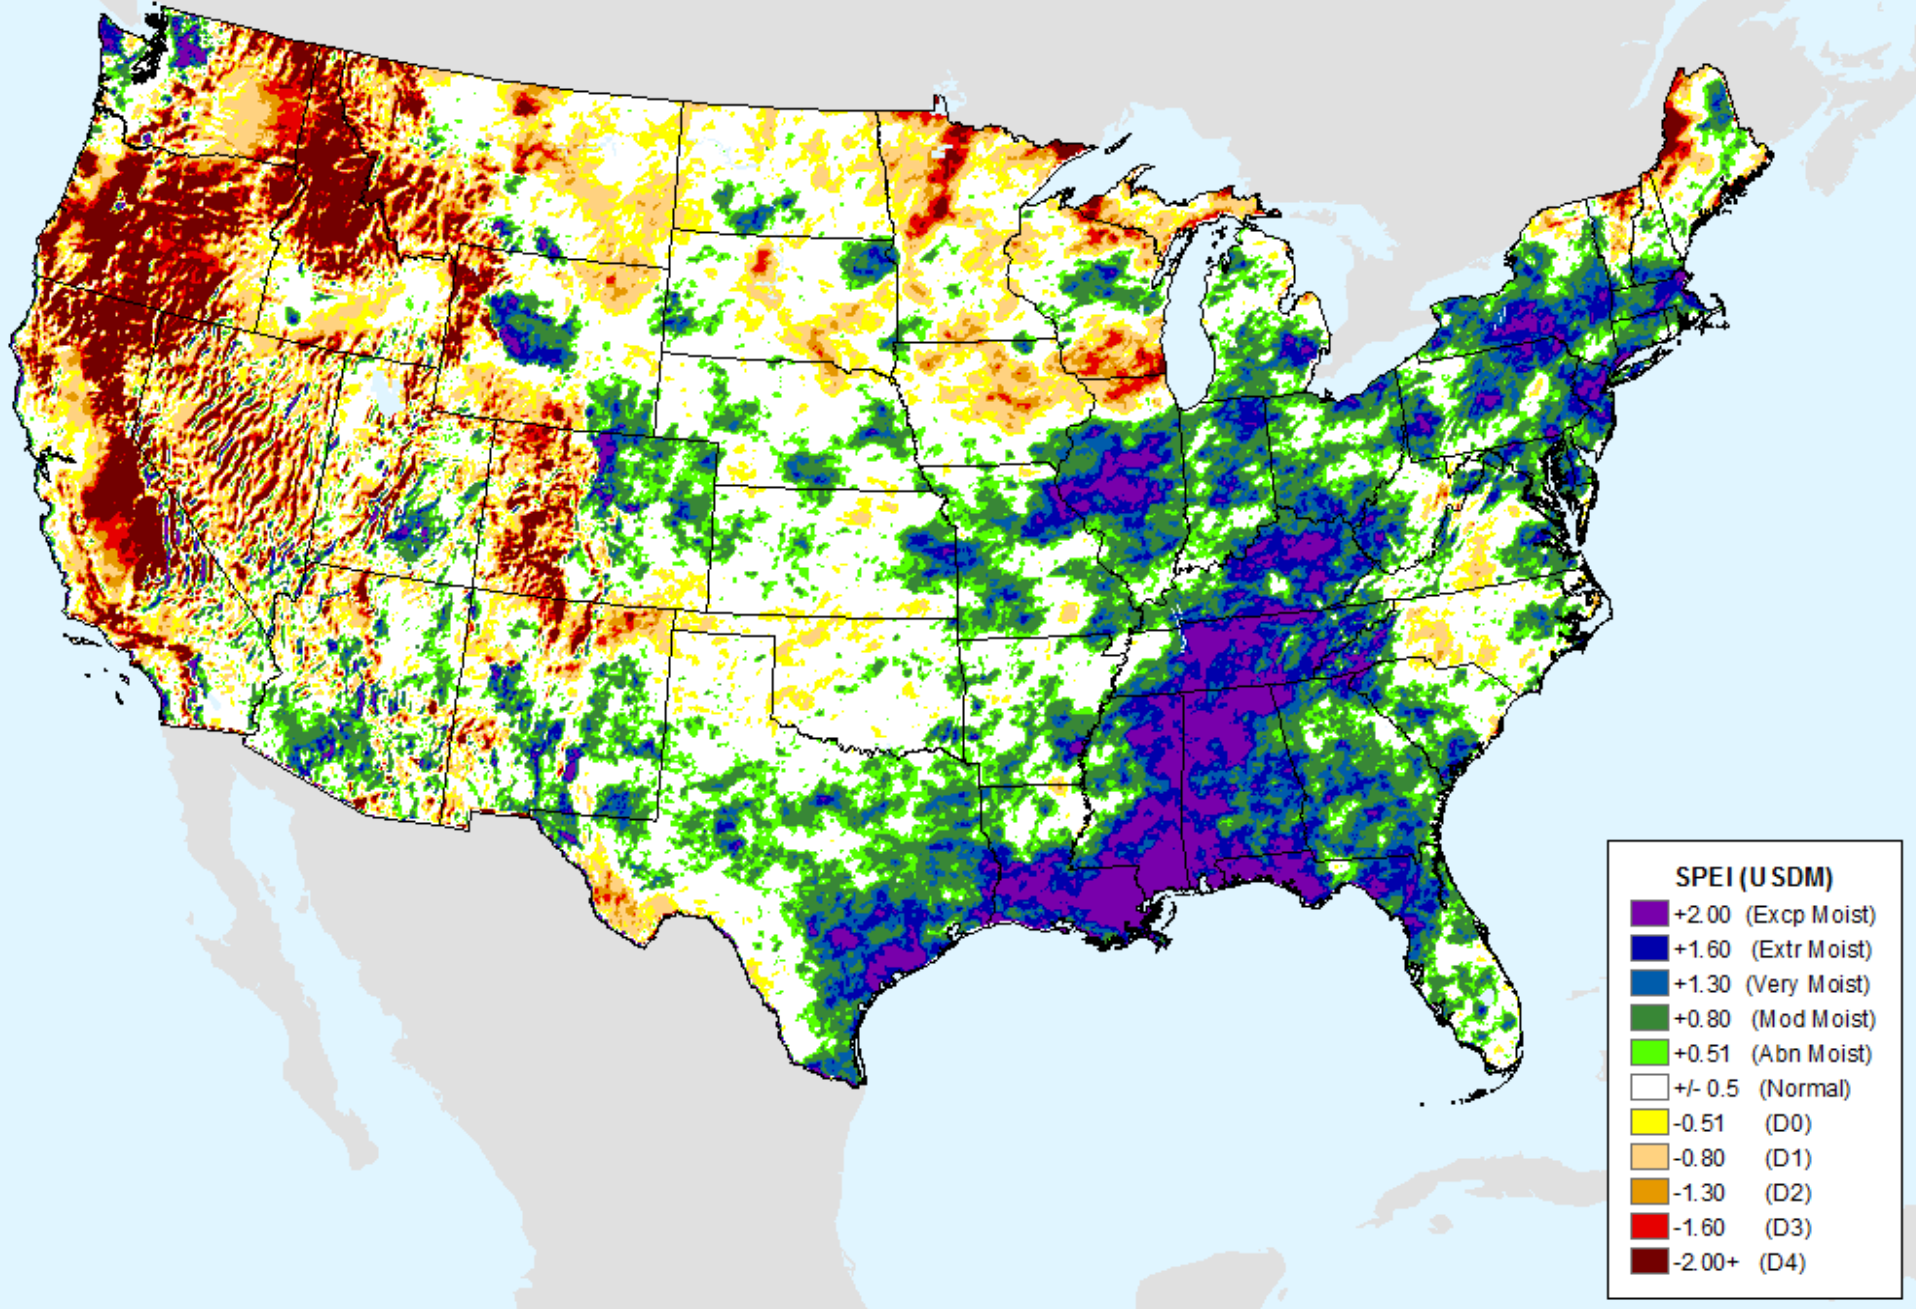 SPEI (USDM)
+2.00 (Excp Moist)
+1.60 (Extr Moist)
+1.30 (Very Moist)
+0.80 (Mod Moist)
+0.51 (Abn Moist)
+/- 0.5 (Normal)
-0.51 (D0)
-0.80 (D1)
-1.30 (D2)
-1.60 (D3)
-2.00+ (D4)